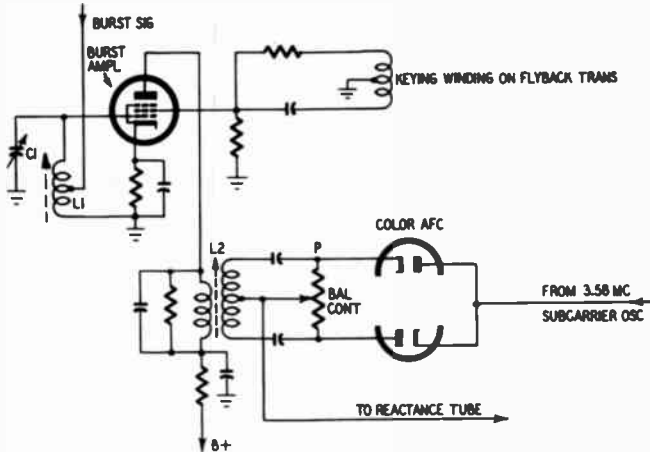 BURST SIG
BURST
AMPL
KEYING WINDING ON FLYBACK TRANS
C1
L1
COLOR AFC
L2
P
BAL
CONT
FROM 3.58 MC
SUBCARRIER OSC
TO REACTANCE TUBE
B+